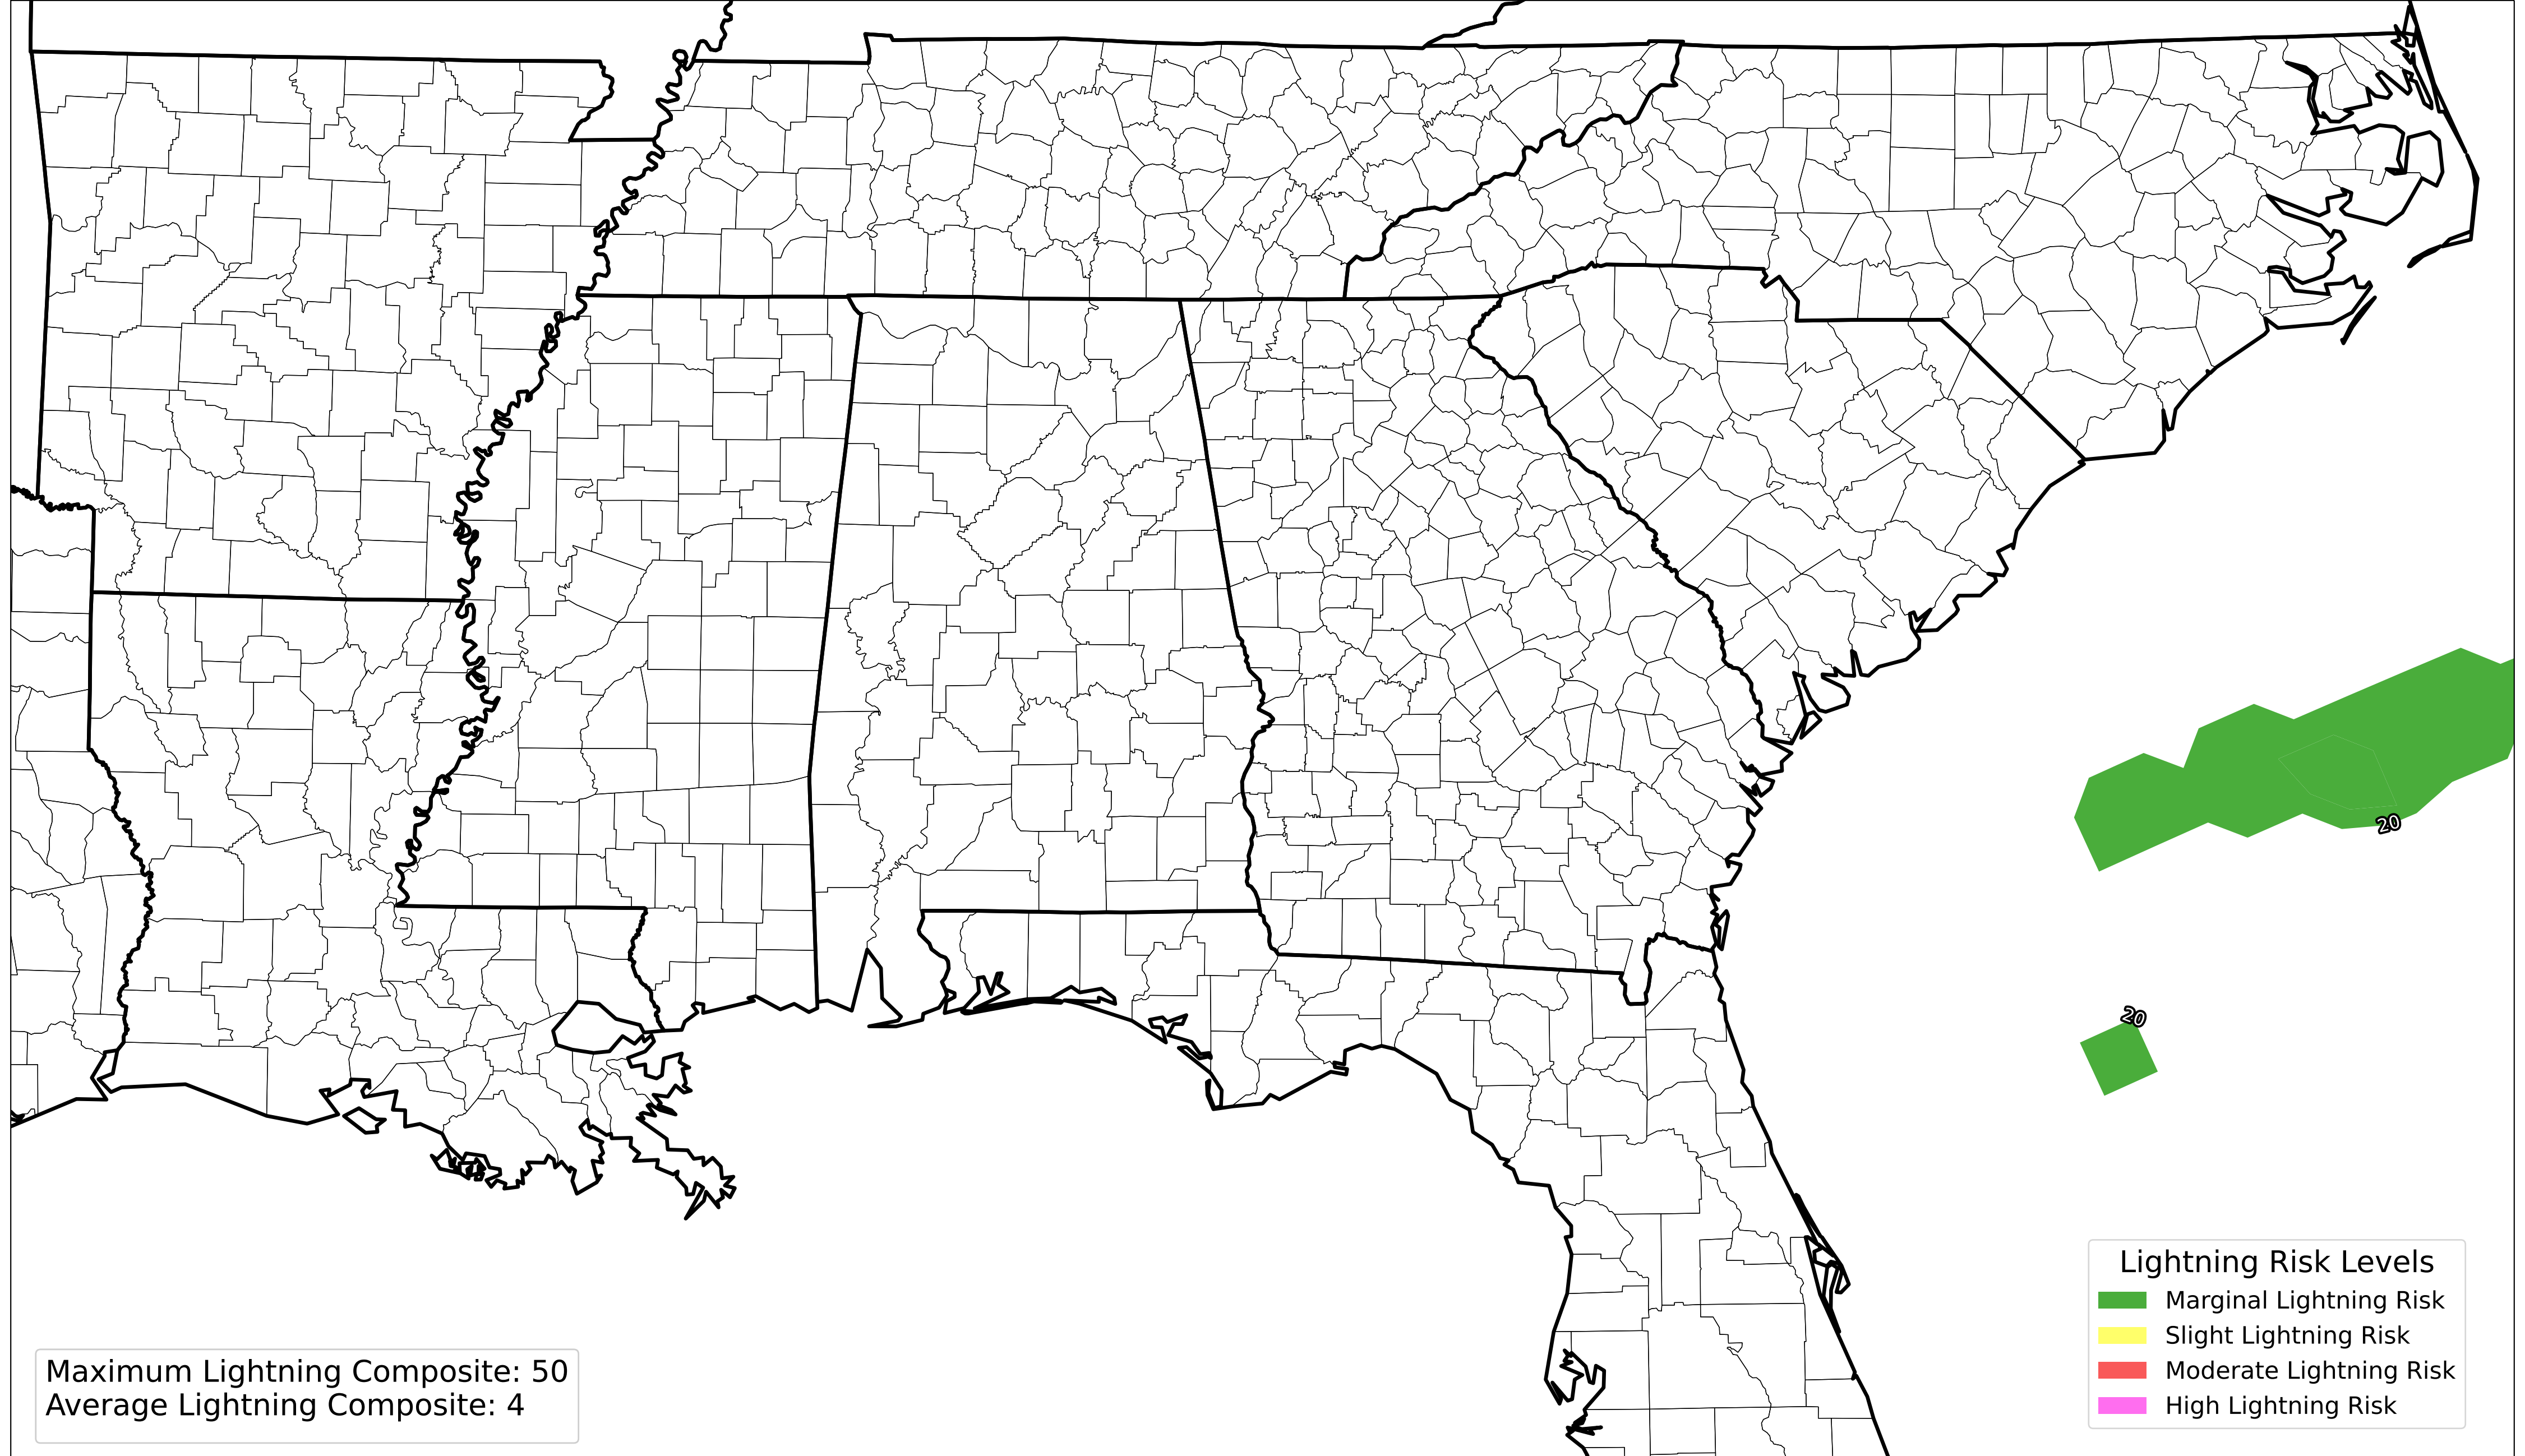 20
20
Lightning Risk Levels
Marginal Lightning Risk
Slight Lightning Risk
Moderate Lightning Risk
High Lightning Risk
Maximum Lightning Composite: 50
Average Lightning Composite: 4